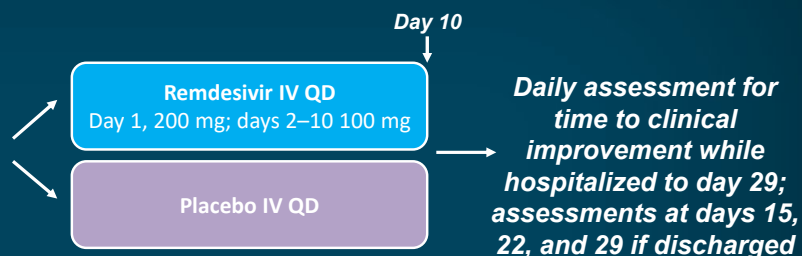 Day 10
Remdesivir IV QD
Day 1, 200 mg; days 2–10 100 mg
Placebo IV QD
Daily assessment for
time to clinical
improvement while
hospitalized to day 29;
assessments at days 15,
22, and 29 if discharged